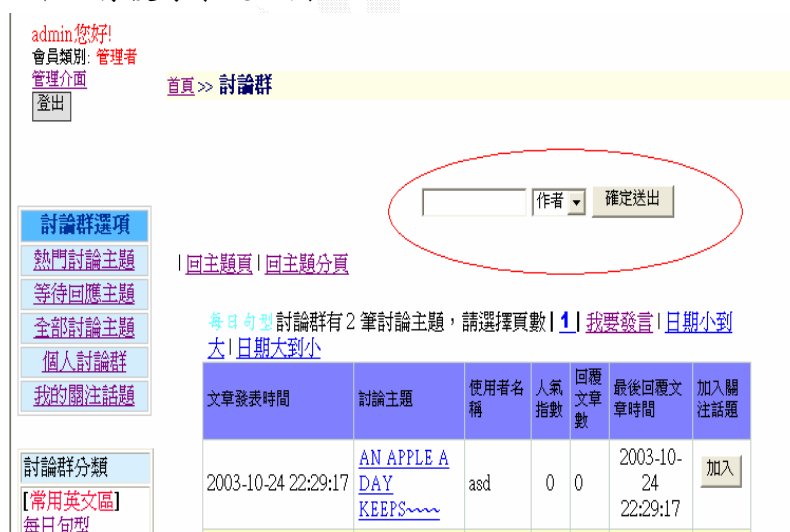 admin您好!
會員類別: 管理者
管理介面
登出
首頁 >> 討論群
作者 確定送出
討論群選項
熱門討論主題
等待回應主題
全部討論主題
個人討論群
我的關注話題
| 回主題頁 | 回主題分頁
每日句型討論群有 2 筆討論主題,請選擇頁數 | 1 | 我要發言 | 日期小到
大 | 日期大到小
文章發表時間 討論主題 使用者名稱 人氣指數 回覆文章數 最後回覆文章時間 加入關注話題
2003-10-24 22:29:17 AN APPLE A DAY KEEPS~~~~ asd 0 0 2003-10-24 22:29:17 加入
討論群分類
[常用英文區]
每日句型